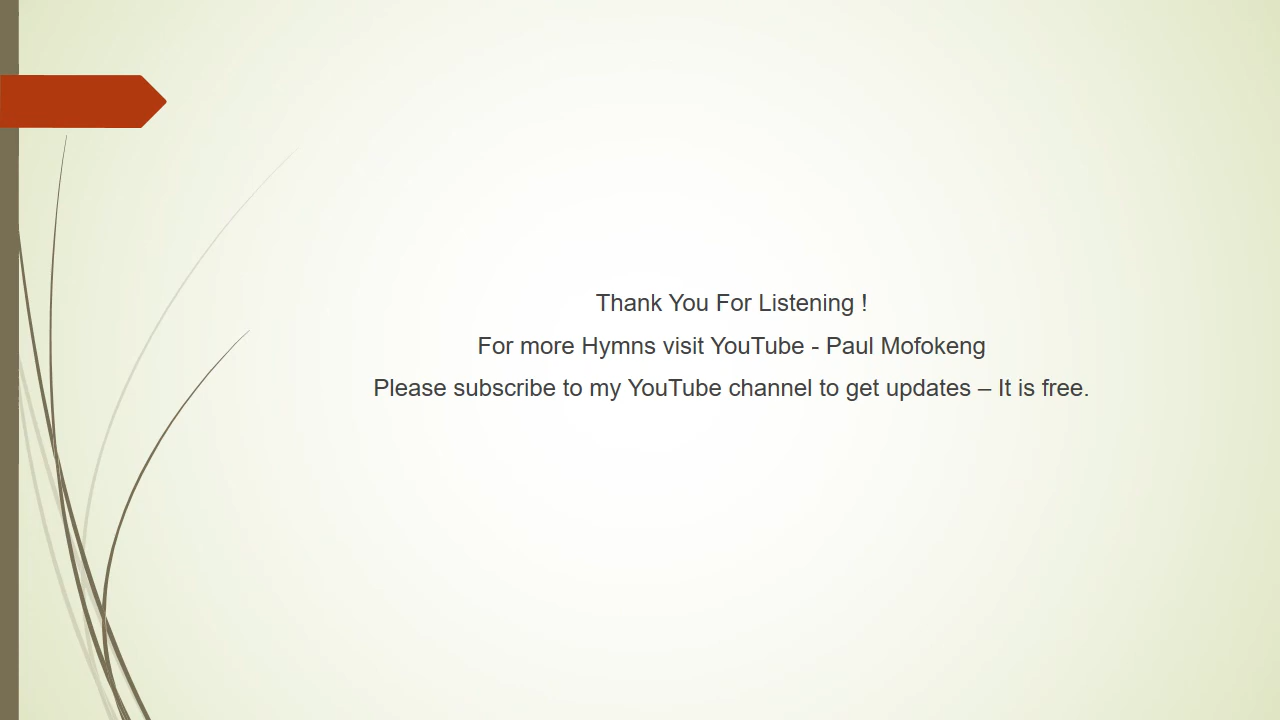 Thank You For Listening !
For more Hymns visit YouTube - Paul Mofokeng
Please subscribe to my YouTube channel to get updates – It is free.